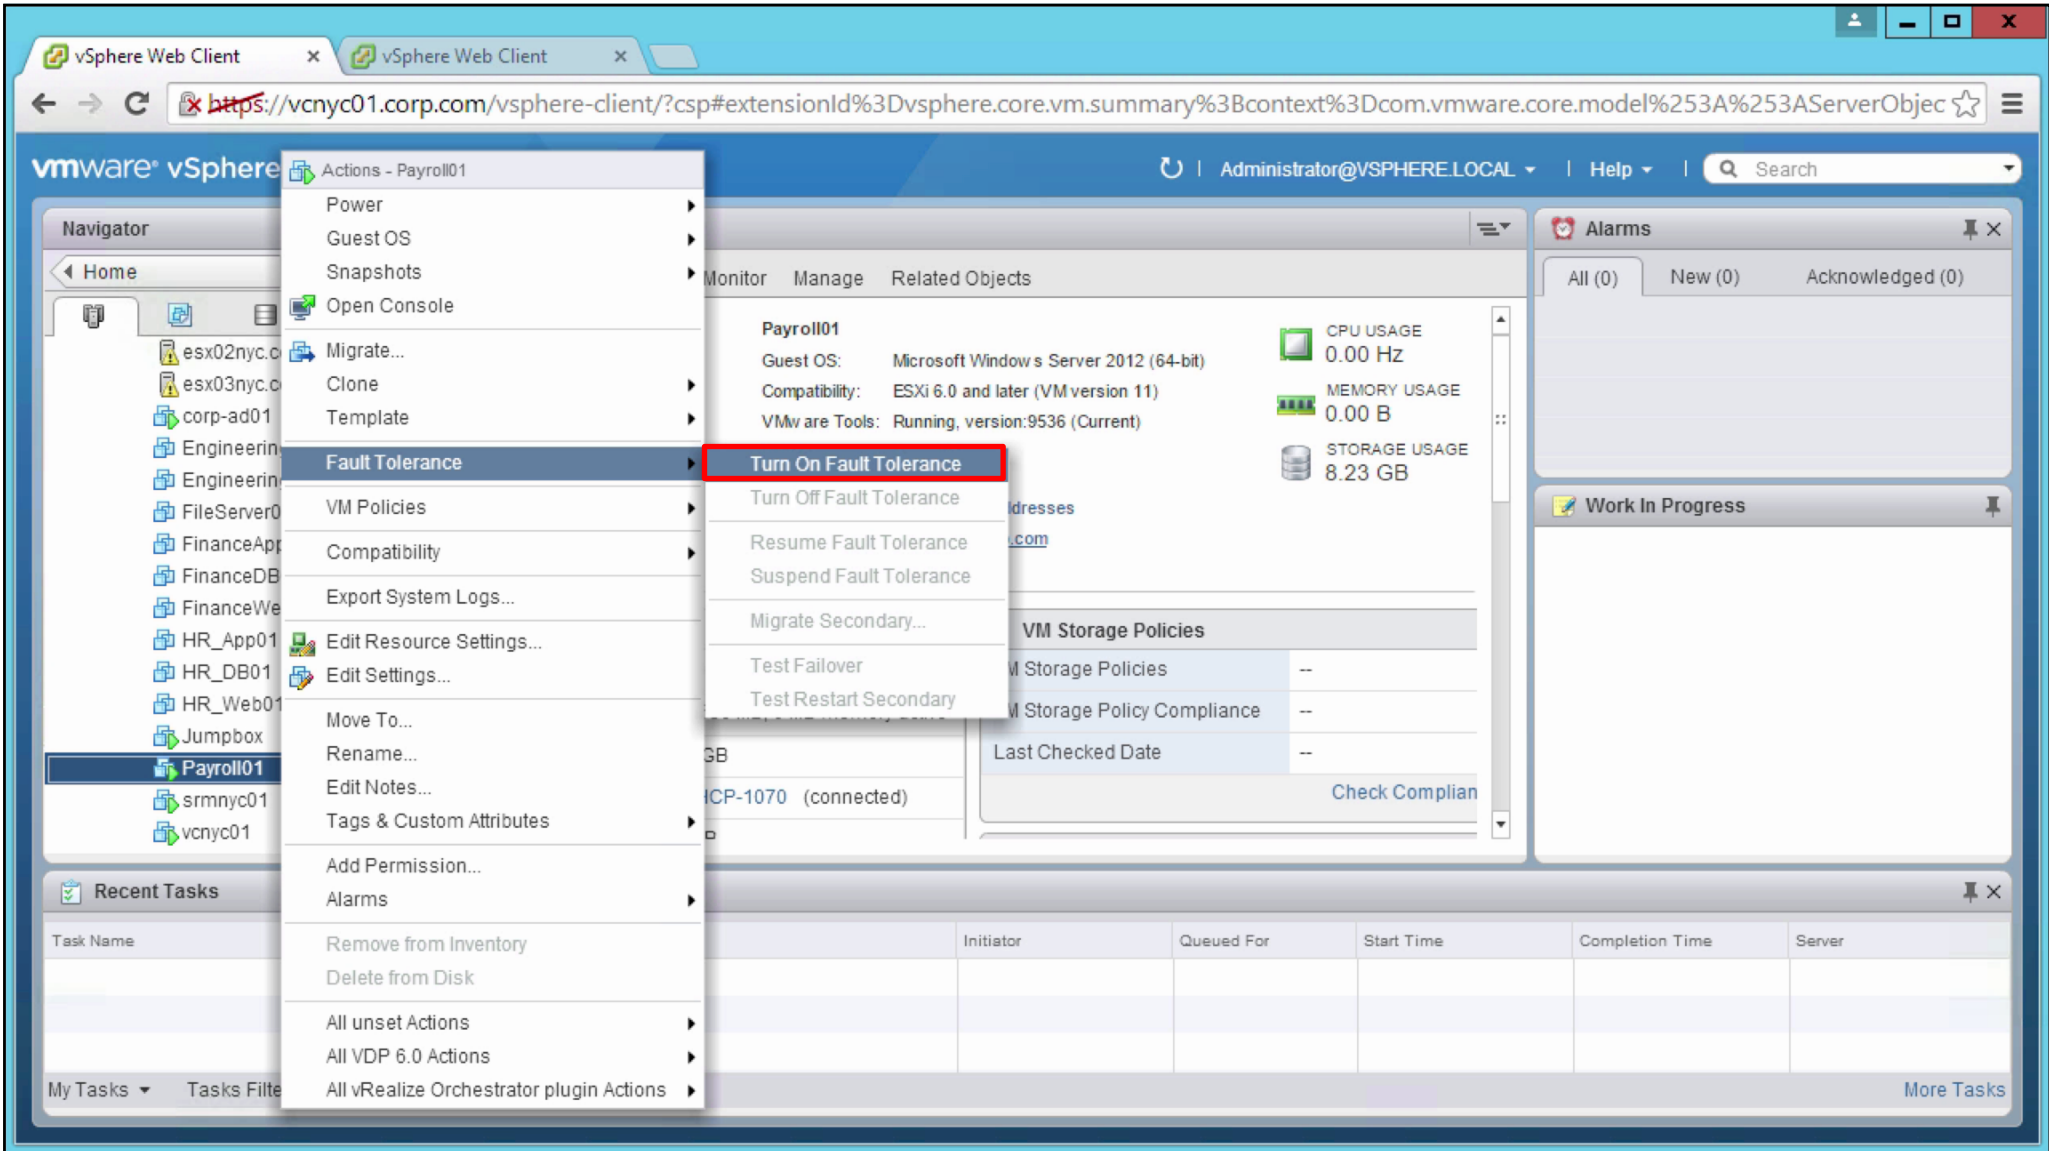 vSphere Web Client
vSphere Web Client
https://vcnyc01.corp.com/vsphere-client/?csp#extensionId%3Dvsphere.core.vm.summary%3Bcontext%3Dcom.vmware.core.model%253A%253AServerObjec
vmware® vSphere
Administrator@VSPHERE.LOCAL
Help
Search
Navigator
Home
esx02nyc.c
esx03nyc.c
corp-ad01
Engineerin
Engineerin
FileServer0
FinanceApp
FinanceDB
FinanceWe
HR_App01
HR_DB01
HR_Web01
Jumpbox
Payroll01
srmnyc01
vcnyc01
Actions - Payroll01
Power
Guest OS
Snapshots
Open Console
Migrate...
Clone
Template
Fault Tolerance
VM Policies
Compatibility
Export System Logs...
Edit Resource Settings...
Edit Settings...
Move To...
Rename...
Edit Notes...
Tags & Custom Attributes
Add Permission...
Alarms
Remove from Inventory
Delete from Disk
All unset Actions
All VDP 6.0 Actions
All vRealize Orchestrator plugin Actions
Turn On Fault Tolerance
Turn Off Fault Tolerance
Resume Fault Tolerance
Suspend Fault Tolerance
Migrate Secondary...
Test Failover
Test Restart Secondary
Monitor Manage Related Objects
Payroll01
Guest OS: Microsoft Windows Server 2012 (64-bit)
Compatibility: ESXi 6.0 and later (VM version 11)
VMware Tools: Running, version:9536 (Current)
ddresses
.com
CPU USAGE
0.00 Hz
MEMORY USAGE
0.00 B
STORAGE USAGE
8.23 GB
GB
HCP-1070 (connected)
VM Storage Policies
M Storage Policies --
M Storage Policy Compliance --
Last Checked Date --
Check Complian
Alarms
All (0) New (0) Acknowledged (0)
Work In Progress
Recent Tasks
Task Name Initiator Queued For Start Time Completion Time Server
My Tasks Tasks Filte
More Tasks